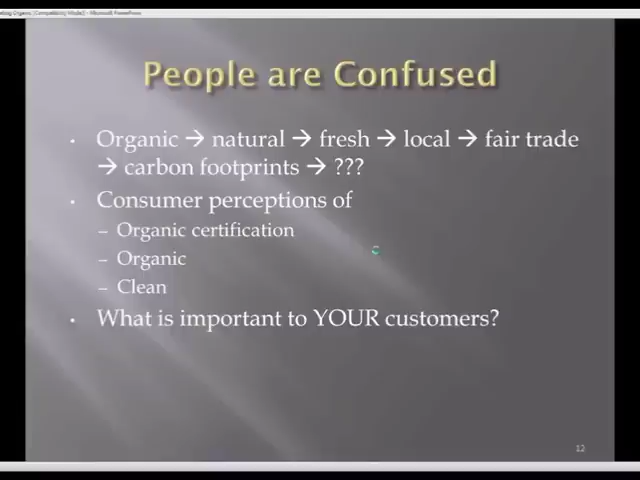 People are Confused
• Organic → natural → fresh → local → fair trade
→ carbon footprints → ???
• Consumer perceptions of
– Organic certification
– Organic
– Clean
• What is important to YOUR customers?
12